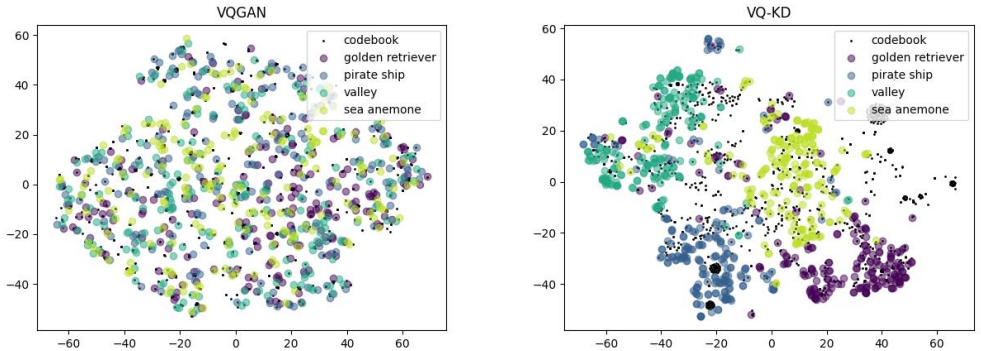 VQGAN
codebook
golden retriever
pirate ship
valley
sea anemone
60
40
20
0
−20
−40
−60 −40 −20 0 20 40 60
VQ-KD
codebook
golden retriever
pirate ship
valley
sea anemone
60
40
20
0
−20
−40
−60 −40 −20 0 20 40 60